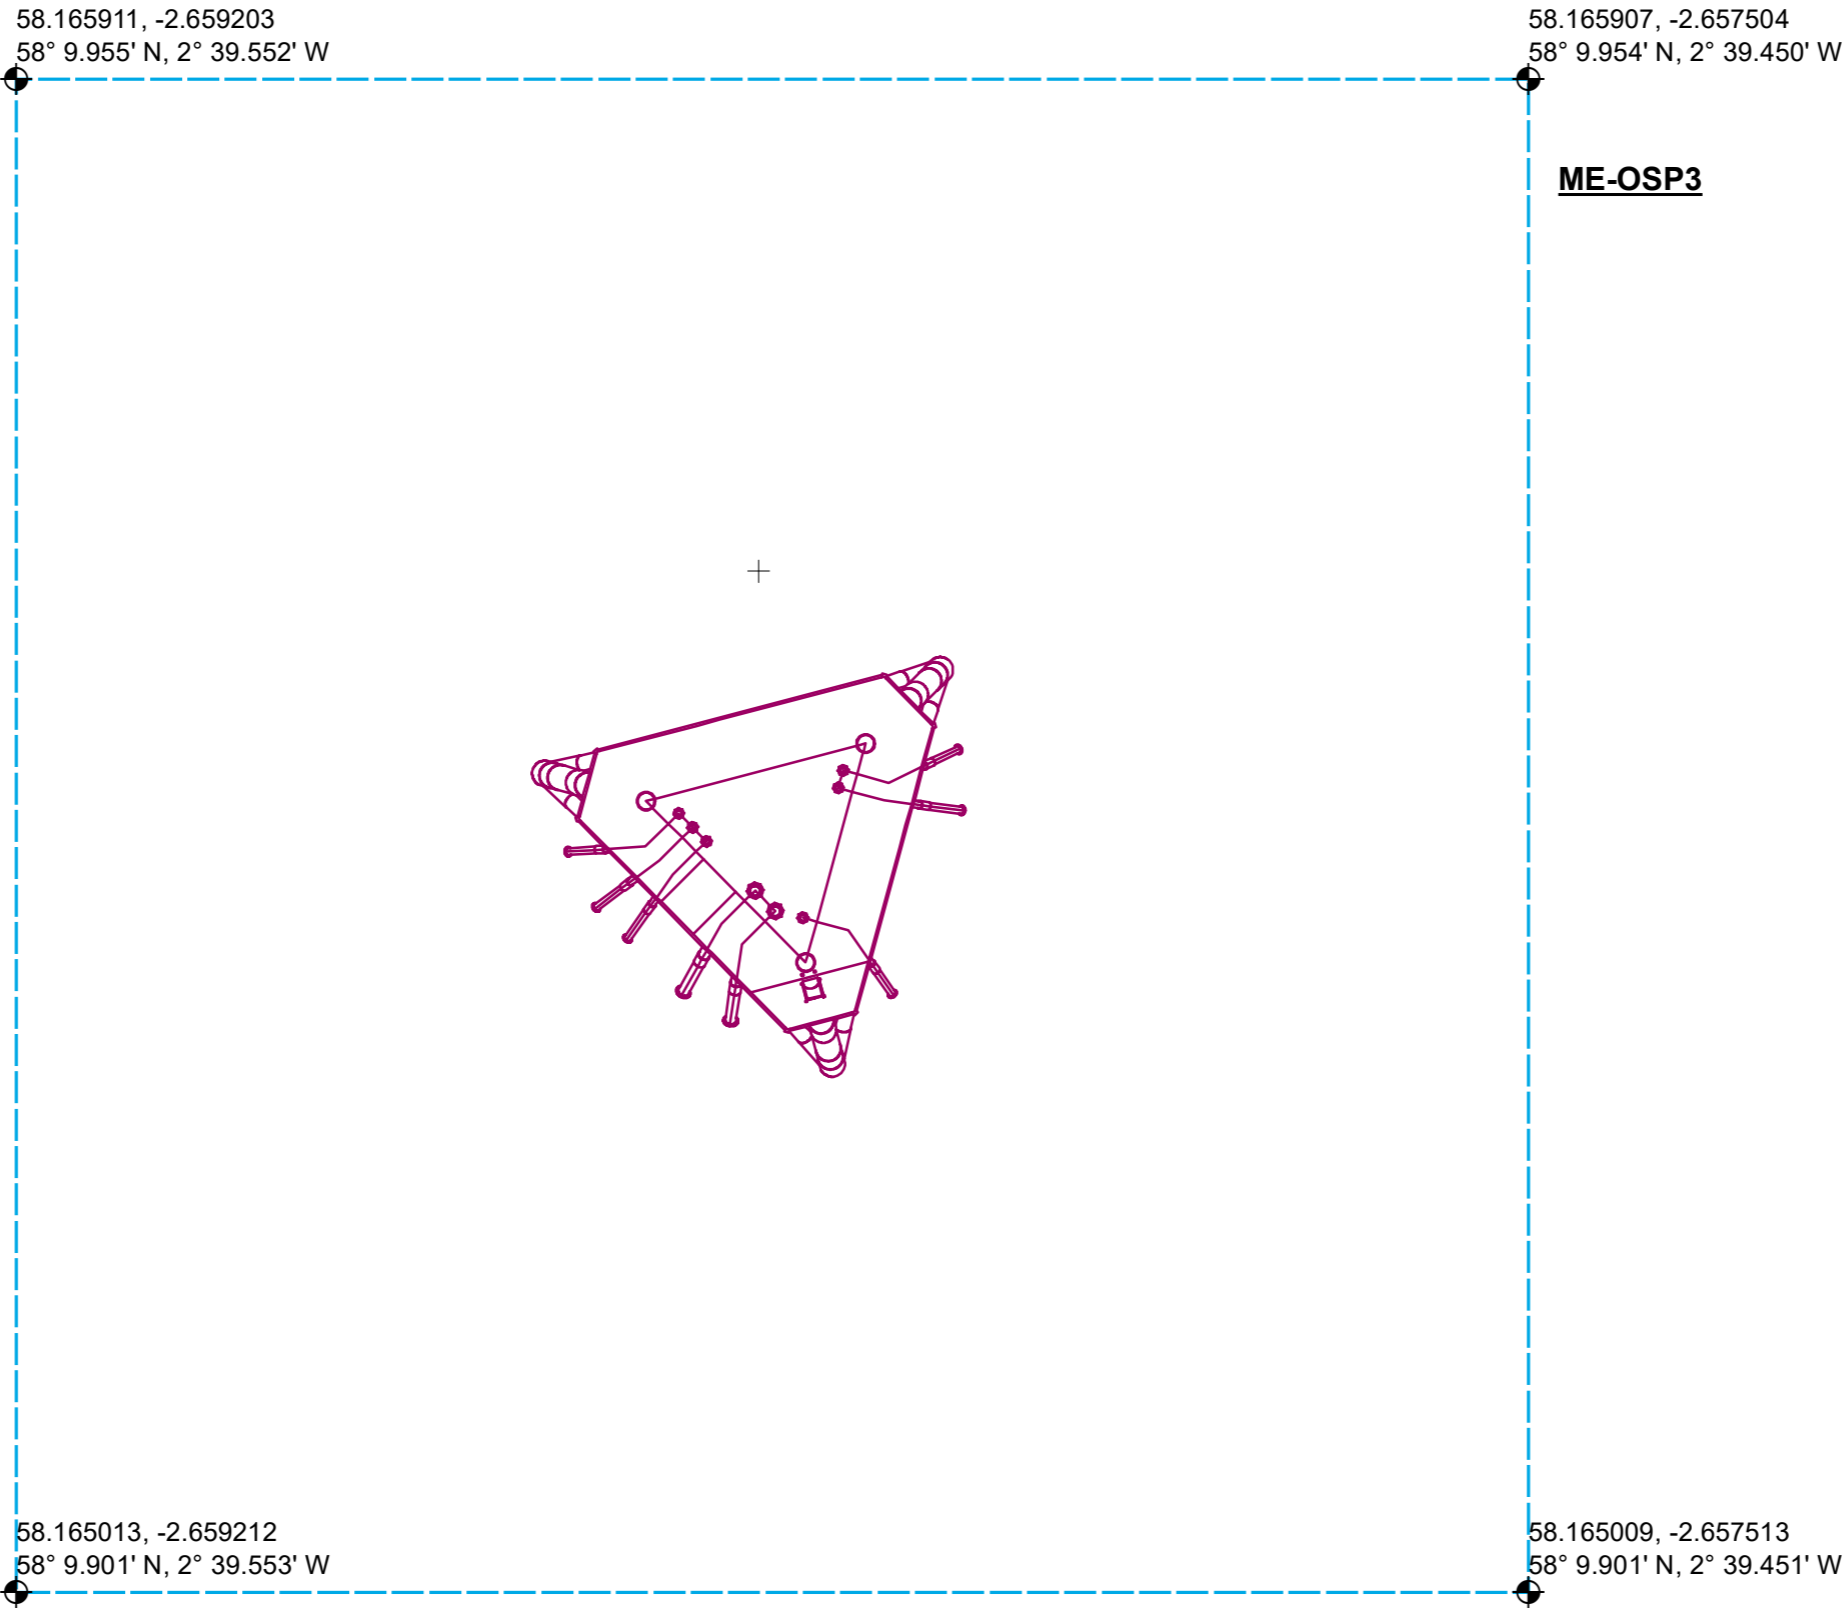 58.165911, -2.659203
58° 9.955' N, 2° 39.552' W
58.165907, -2.657504
58° 9.954' N, 2° 39.450' W
ME-OSP3
58.165013, -2.659212
58° 9.901' N, 2° 39.553' W
58.165009, -2.657513
58° 9.901' N, 2° 39.451' W